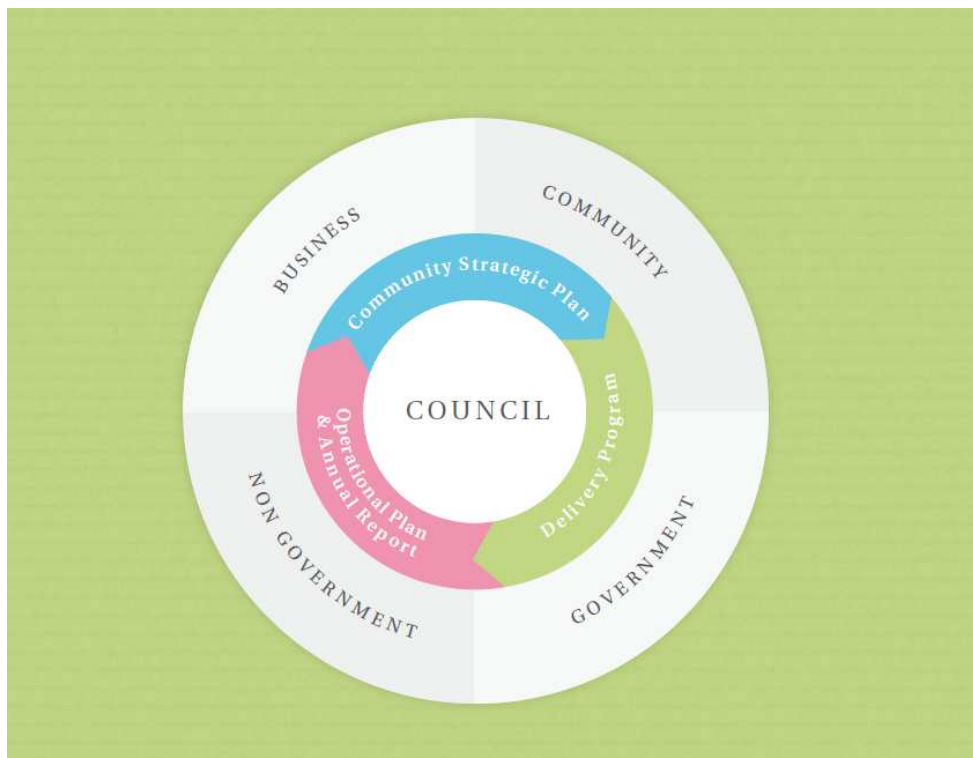 BUSINESS
COMMUNITY
Community Strategic Plan
COUNCIL
Delivery Program
Operational Plan
& Annual Report
NON GOVERNMENT
GOVERNMENT